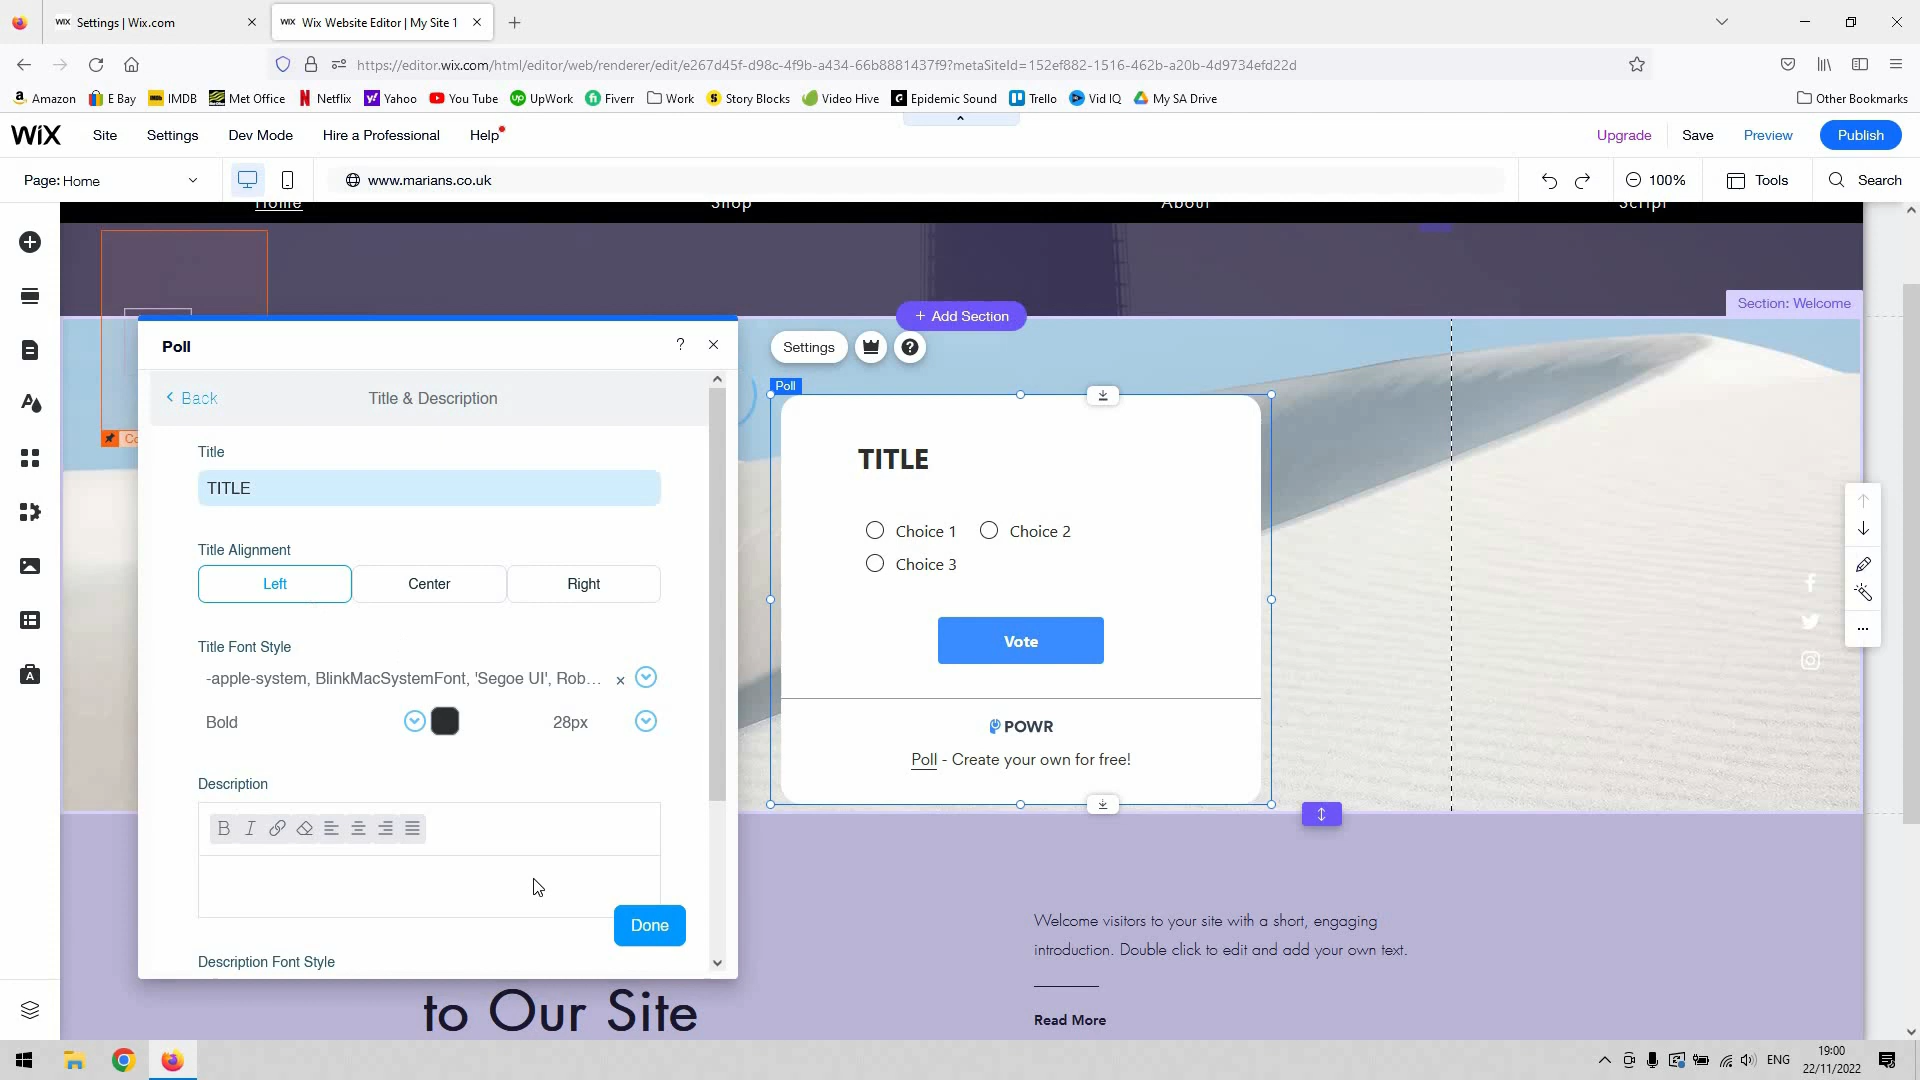 Settings | Wix.com
Wix Website Editor | My Site 1
https://editor.wix.com/html/editor/web/renderer/edit/e267d45f-d98c-4f9b-a434-66b8881437f9?metaSiteId=152ef882-1516-462b-a20b-4d9734efd22d
Amazon
E Bay
IMDB
Met Office
Netflix
Yahoo
You Tube
UpWork
Fiverr
Work
Story Blocks
Video Hive
Epidemic Sound
Trello
Vid IQ
My SA Drive
Other Bookmarks
WiX
Site
Settings
Dev Mode
Hire a Professional
Help
Upgrade
Save
Preview
Publish
Page: Home
www.marians.co.uk
100%
Tools
Search
Home
Shop
About
Script
Section: Welcome
+ Add Section
Poll
?
Settings
Poll
Back
Title & Description
Title
TITLE
Title Alignment
Left
Center
Right
Title Font Style
-apple-system, BlinkMacSystemFont, 'Segoe UI', Rob...
Bold
28px
Description
B I
Done
Description Font Style
TITLE
Choice 1
Choice 2
Choice 3
Vote
POWR
Poll - Create your own for free!
Welcome visitors to your site with a short, engaging
introduction. Double click to edit and add your own text.
Read More
to Our Site
ENG
19:00
22/11/2022